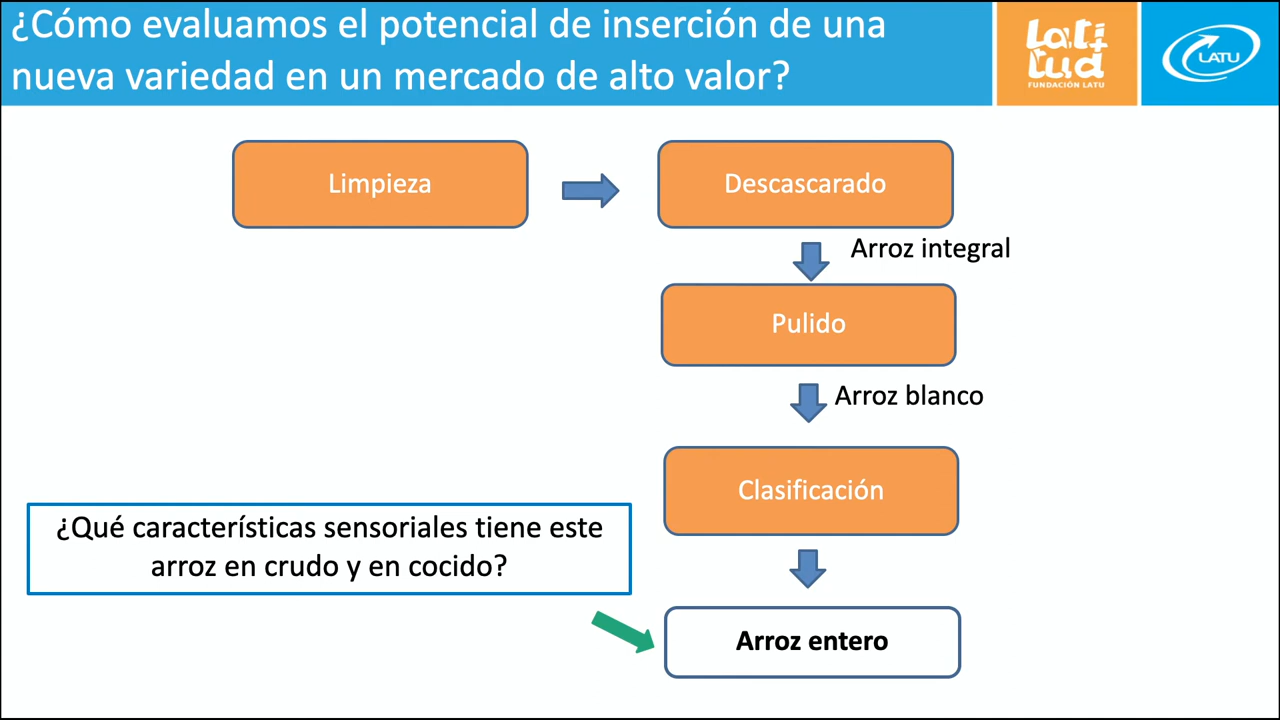 ¿Cómo evaluamos el potencial de inserción de una
nueva variedad en un mercado de alto valor?
Lati
tud
FUNDACIÓN LATU
LATU
Limpieza
Descascarado
Arroz integral
Pulido
Arroz blanco
Clasificación
¿Qué características sensoriales tiene este
arroz en crudo y en cocido?
Arroz entero